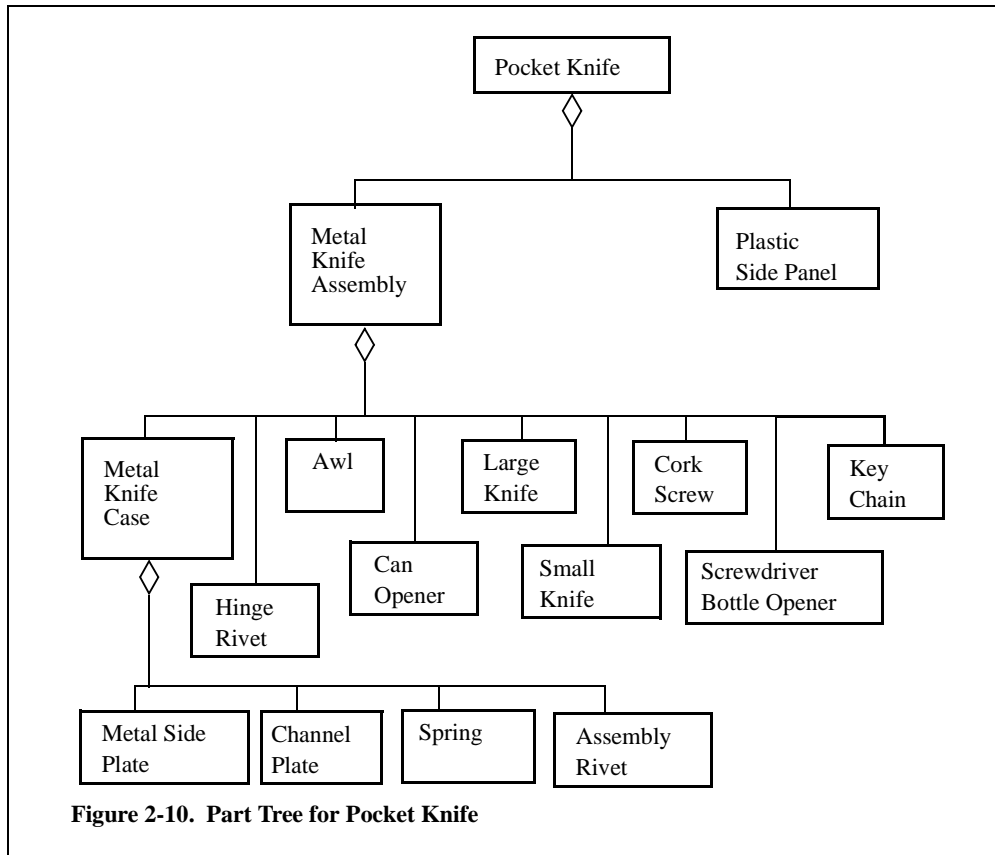 Pocket Knife
Metal
Knife
Assembly
Plastic
Side Panel
Metal
Knife
Case
Hinge
Rivet
Awl
Can
Opener
Large
Knife
Small
Knife
Cork
Screw
Screwdriver
Bottle Opener
Key
Chain
Metal Side
Plate
Channel
Plate
Spring
Assembly
Rivet
Figure 2-10. Part Tree for Pocket Knife